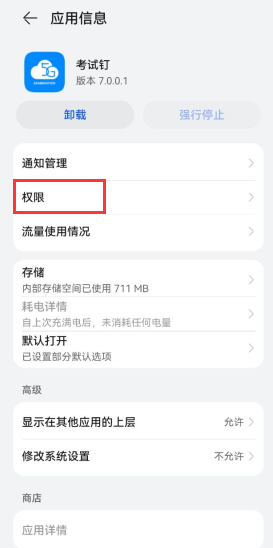 应用信息
5G
考试钉
版本 7.0.0.1
卸载
强行停止
通知管理
权限
流量使用情况
存储
内部存储空间已使用 711 MB
耗电详情
自上次充满电后，未消耗任何电量
默认打开
已设置部分默认选项
高级
显示在其他应用的上层 允许
修改系统设置 不允许
商店
应用详情